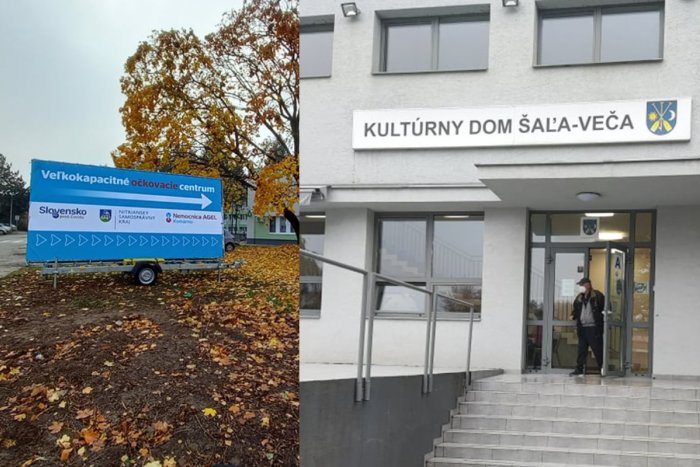 Veľkokapacitné očkovacie centrum
Slovensko
NITRIANSKY
SAMOSPRÁVNY
KRAJ
Nemocnica AGEL
Komárno
KULTÚRNY DOM ŠAĽA-VEČA
A